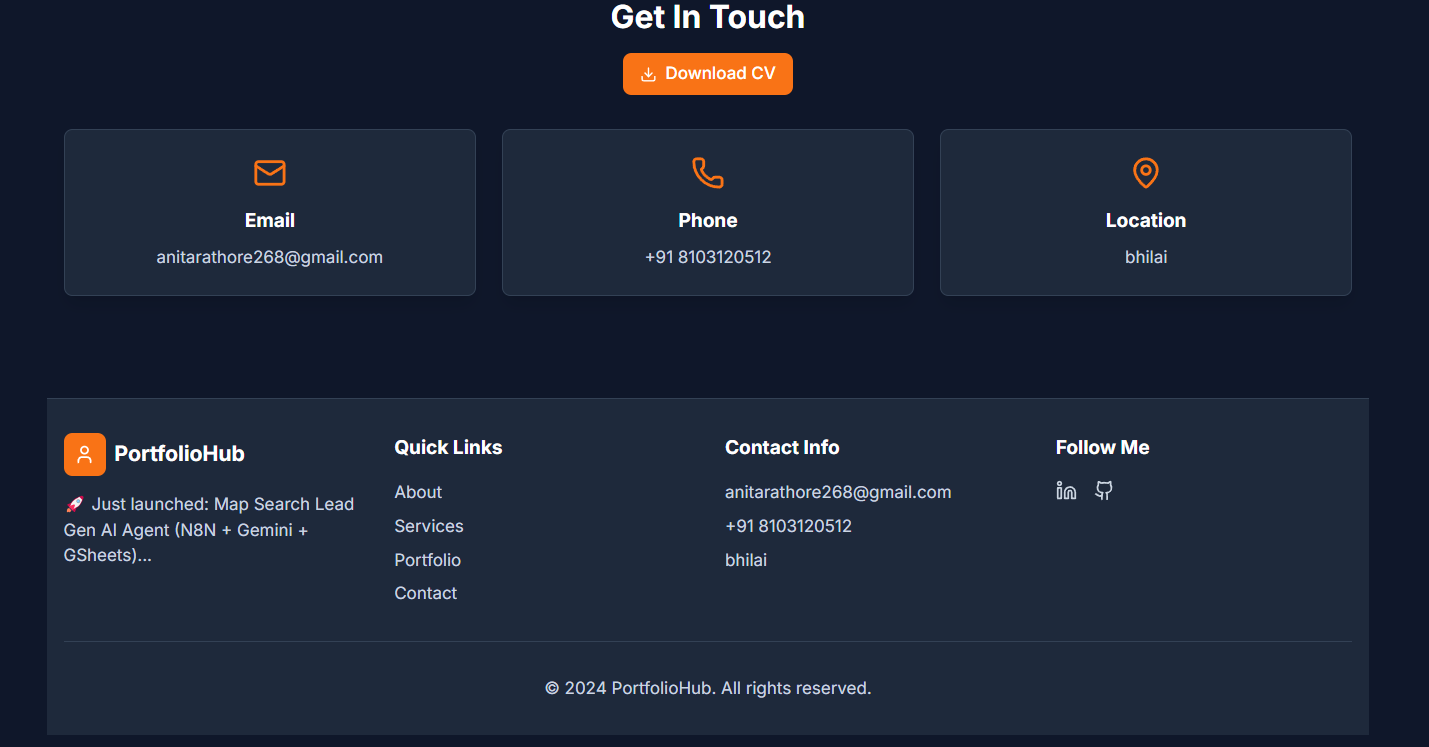 Get In Touch
Download CV
Email
anitarathore268@gmail.com
Phone
+91 8103120512
Location
bhilai
PortfolioHub
🚀 Just launched: Map Search Lead
Gen AI Agent (N8N + Gemini +
GSheets)...
Quick Links
About
Services
Portfolio
Contact
Contact Info
anitarathore268@gmail.com
+91 8103120512
bhilai
Follow Me
© 2024 PortfolioHub. All rights reserved.